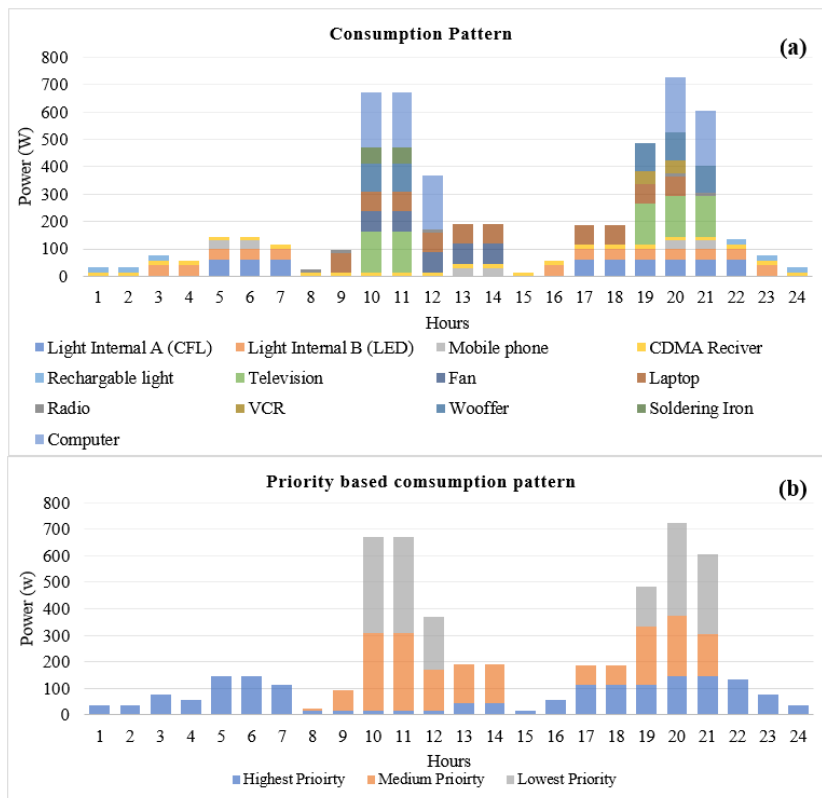 Consumption Pattern
(a)
800
700
600
500
400
300
200
100
0
Power (W)
1 2 3 4 5 6 7 8 9 10 11 12 13 14 15 16 17 18 19 20 21 22 23 24
Hours
Light Internal A (CFL) Light Internal B (LED) Mobile phone CDMA Reciver
Rechargable light Television Fan Laptop
Radio VCR Wooffer Soldering Iron
Computer
Priority based comsumption pattern
(b)
800
700
600
500
400
300
200
100
0
Power (w)
1 2 3 4 5 6 7 8 9 10 11 12 13 14 15 16 17 18 19 20 21 22 23 24
Hours
Highest Prioirty Medium Prioirty Lowest Priority